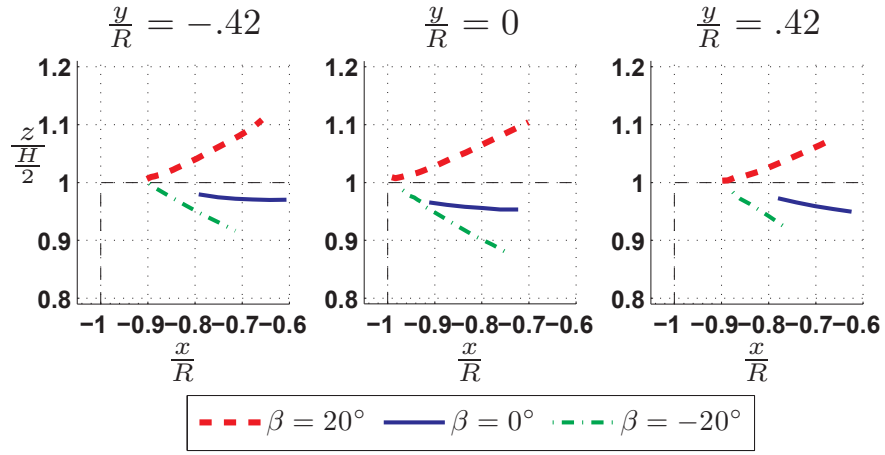 y/R = −.42 y/R = 0 y/R = .42
1.2 1.2 1.2
1.1 1.1 1.1
z/(H/2) 1 1 1
0.9 0.9 0.9
0.8 0.8 0.8
−1 −0.9 −0.8 −0.7 −0.6 −1 −0.9 −0.8 −0.7 −0.6 −1 −0.9 −0.8 −0.7 −0.6
x/R x/R x/R
β = 20° β = 0° β = −20°